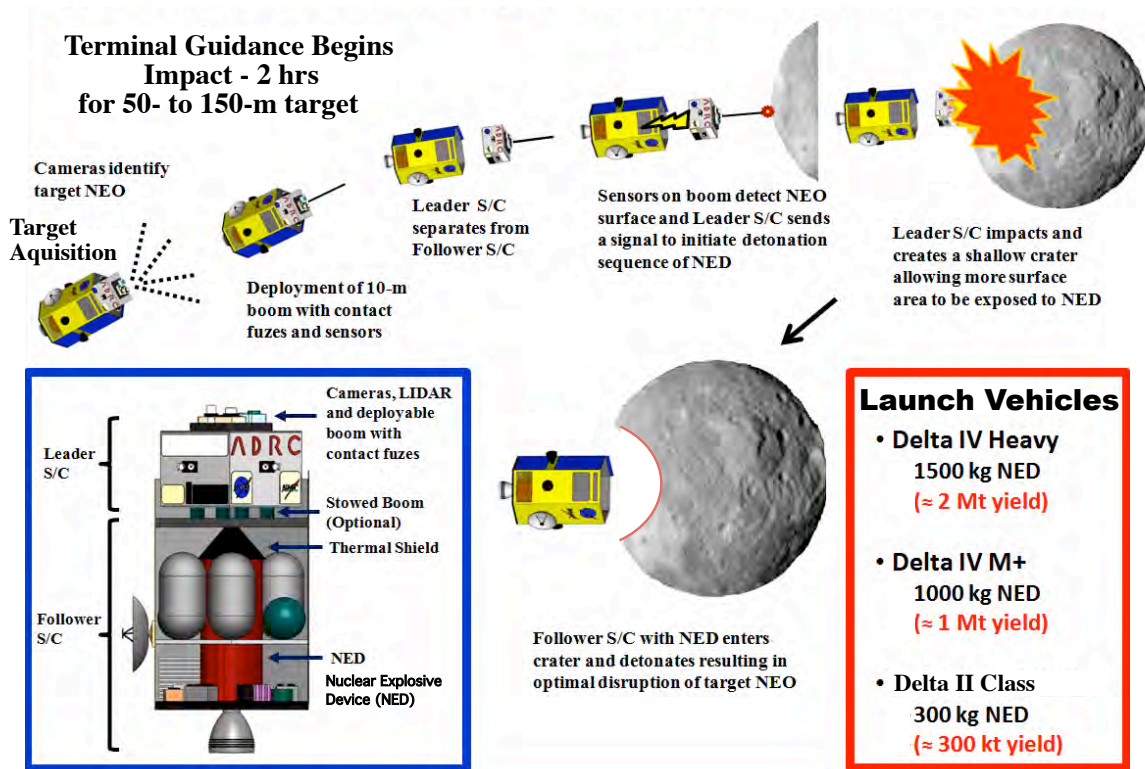 Terminal Guidance Begins
Impact - 2 hrs
for 50- to 150-m target
Cameras identify
target NEO
Target
Aquisition
Deployment of 10-m
boom with contact
fuzes and sensors
Leader S/C
separates from
Follower S/C
Sensors on boom detect NEO
surface and Leader S/C sends
a signal to initiate detonation
sequence of NED
Leader S/C impacts and
creates a shallow crater
allowing more surface
area to be exposed to NED
ADRC
ADRC
ADRC
ADRC
Leader
S/C
Follower
S/C
ADRC
Cameras, LIDAR
and deployable
boom with
contact fuzes
Stowed Boom
(Optional)
Thermal Shield
NED
Nuclear Explosive
Device (NED)
Follower S/C with NED enters
crater and detonates resulting in
optimal disruption of target NEO
Launch Vehicles
• Delta IV Heavy
1500 kg NED
(≈ 2 Mt yield)
• Delta IV M+
1000 kg NED
(≈ 1 Mt yield)
• Delta II Class
300 kg NED
(≈ 300 kt yield)